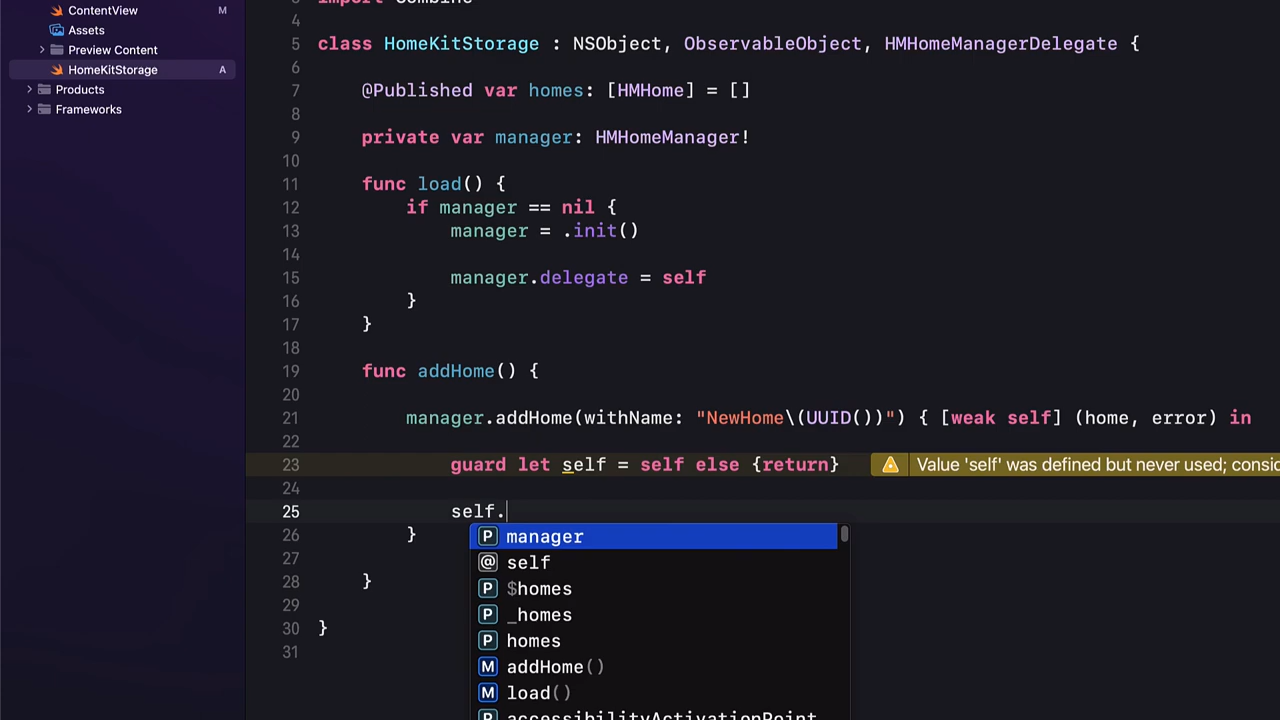 ContentView M
Assets
Preview Content
HomeKitStorage A
Products
Frameworks
3 import Combine
4
5 class HomeKitStorage : NSObject, ObservableObject, HMHomeManagerDelegate {
6
7 @Published var homes: [HMHome] = []
8
9 private var manager: HMHomeManager!
10
11 func load() {
12 if manager == nil {
13 manager = .init()
14
15 manager.delegate = self
16 }
17 }
18
19 func addHome() {
20
21 manager.addHome(withName: "NewHome\(UUID())") { [weak self] (home, error) in
22
23 guard let self = self else {return} Value 'self' was defined but never used; consid
24
25 self.
26 }
27
28 }
29
30 }
31
P manager
@ self
P $homes
P _homes
P homes
M addHome()
M load()
P accessibilityActivationPoint